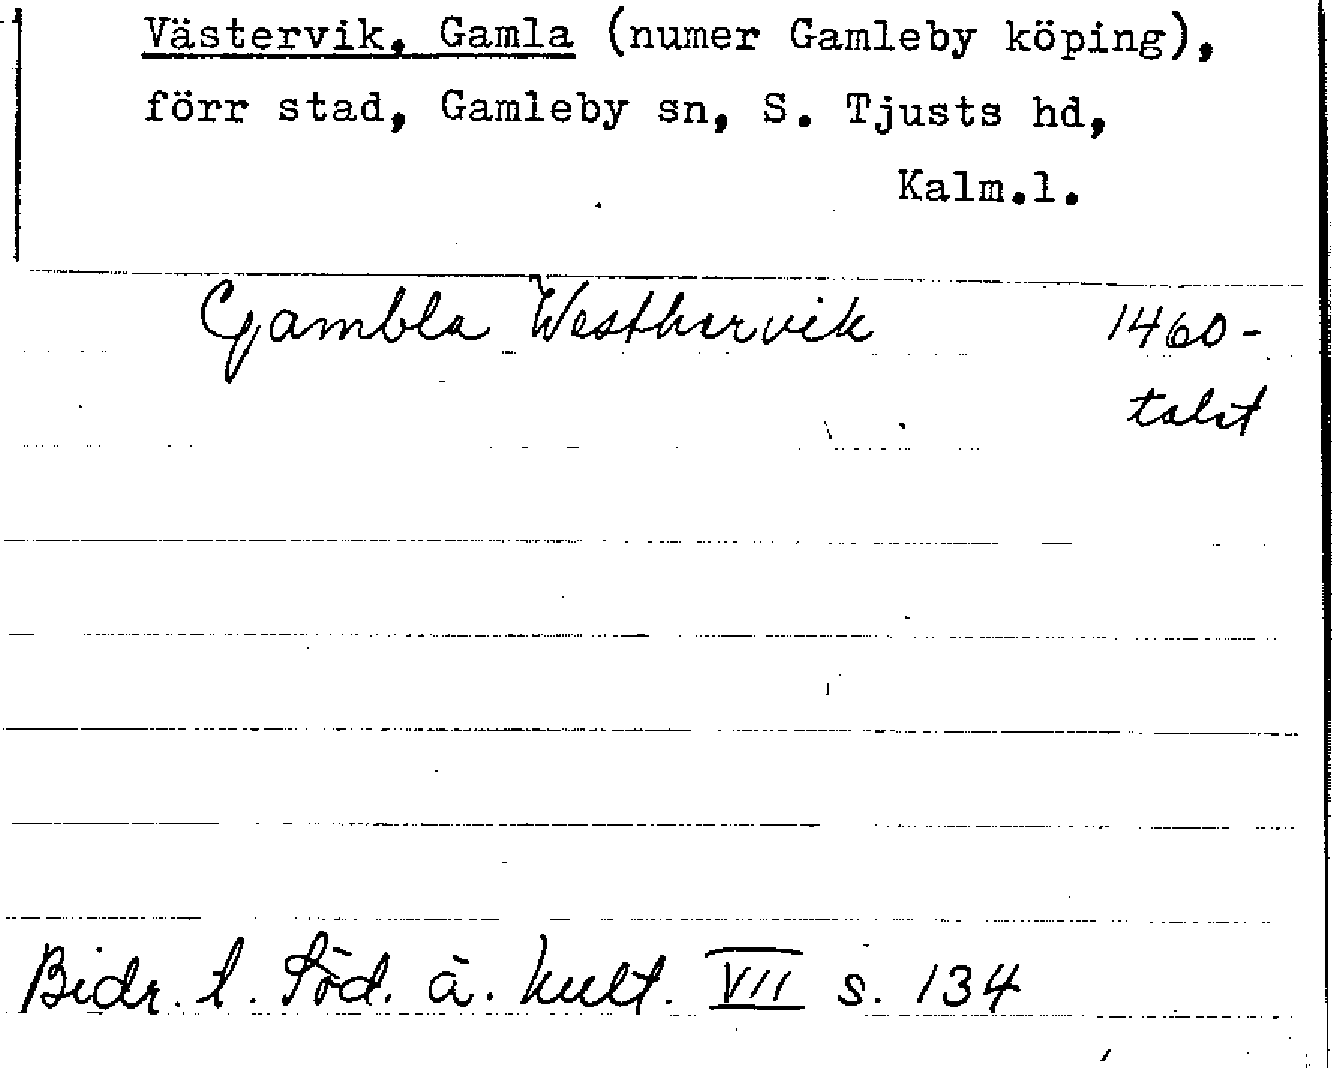 Västervik, Gamla (numer Gamleby köping),
förr stad, Gamleby sn, S. Tjusts hd,
Kalm.l.
Gambla Westhervik 1460-
talet
Bidr. t. Söd. ä. kult. VII s. 134